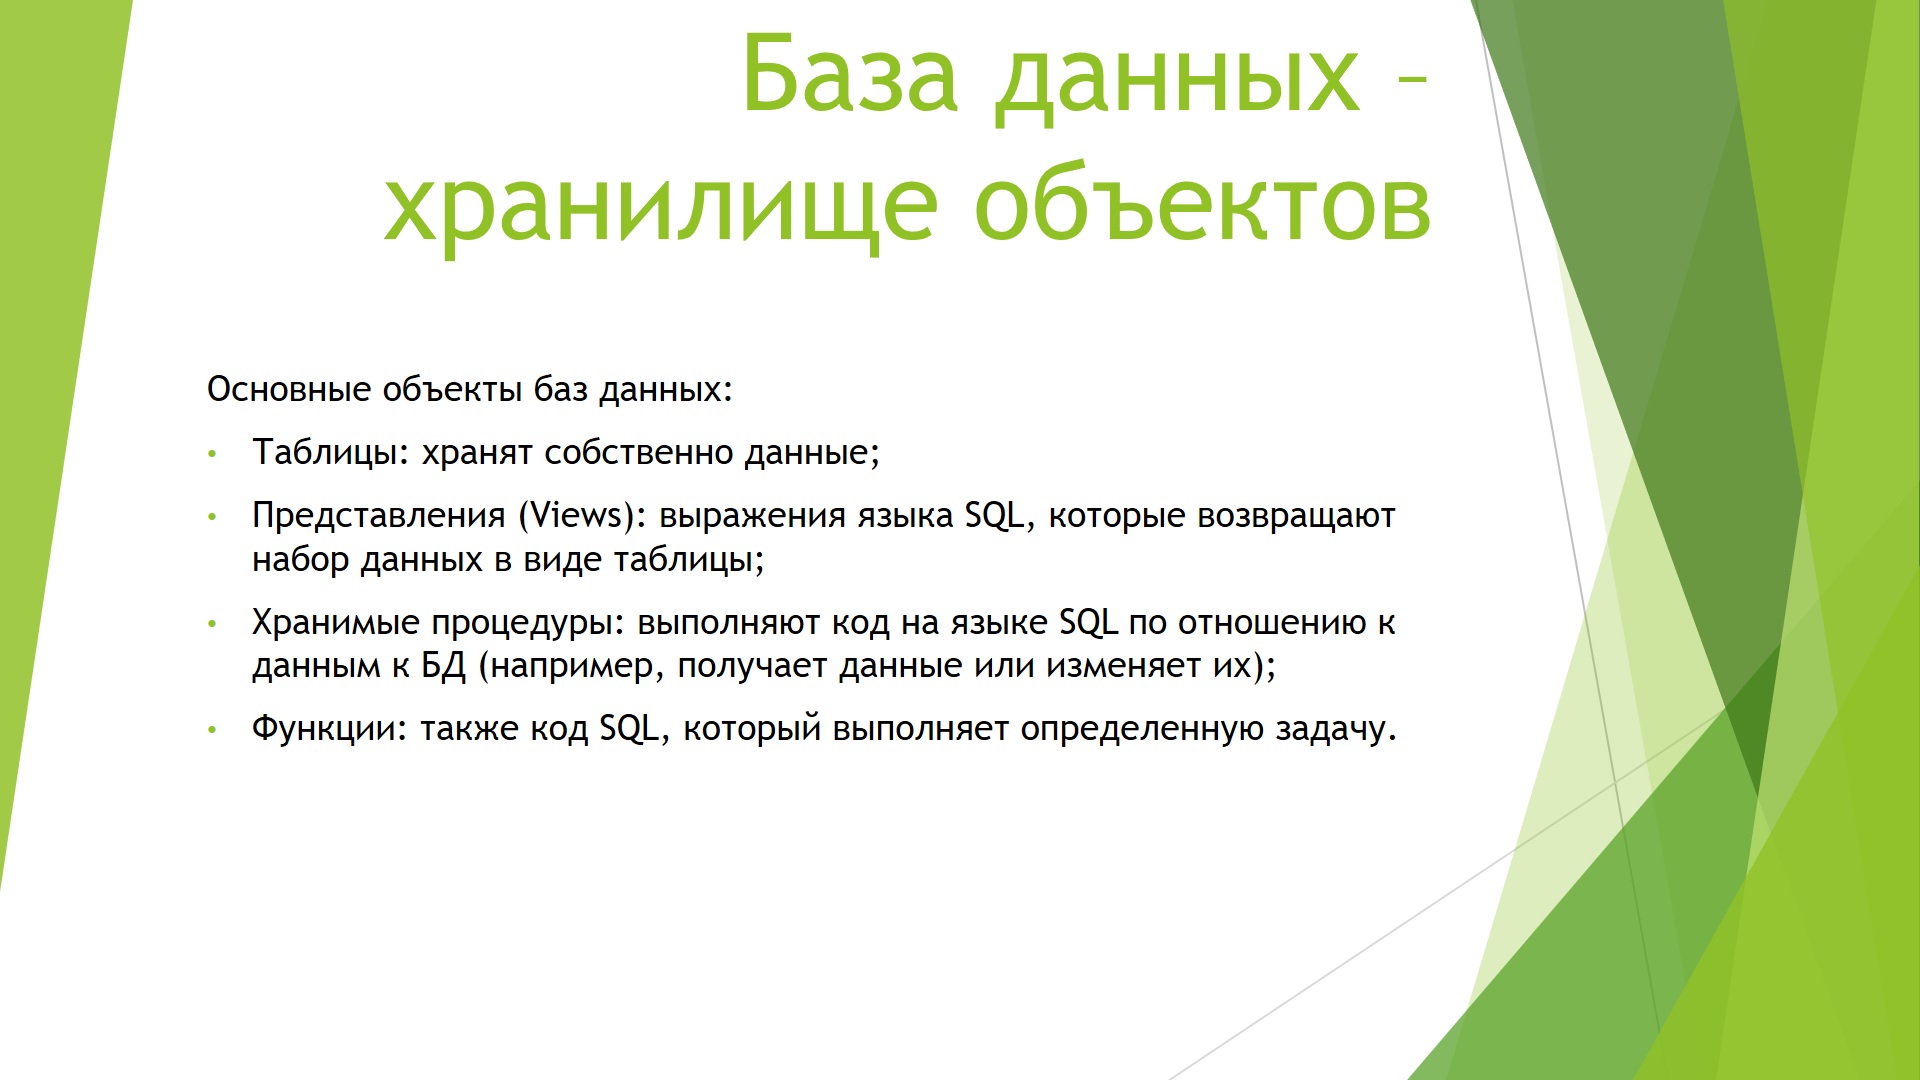 База данных -
хранилище объектов
Основные объекты баз данных:
• Таблицы: хранят собственно данные;
• Представления (Views): выражения языка SQL, которые возвращают
набор данных в виде таблицы;
• Хранимые процедуры: выполняют код на языке SQL по отношению к
данным к БД (например, получает данные или изменяет их);
• Функции: также код SQL, который выполняет определенную задачу.